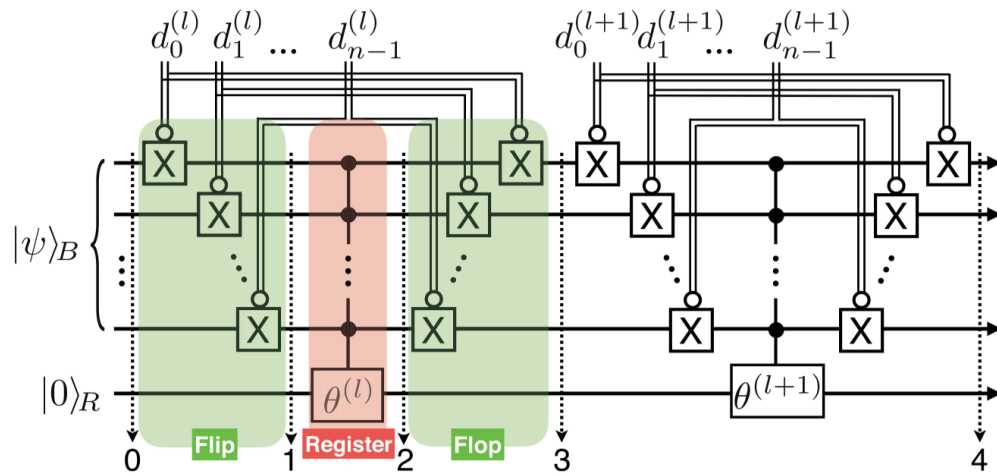 d_0^{(l)} d_1^{(l)} ... d_{n-1}^{(l)} d_0^{(l+1)} d_1^{(l+1)} ... d_{n-1}^{(l+1)}
X X X X
X X X X
|ψ⟩_B
X X X X
|0⟩_R θ^{(l)} θ^{(l+1)}
Flip Register Flop
0 1 2 3 4